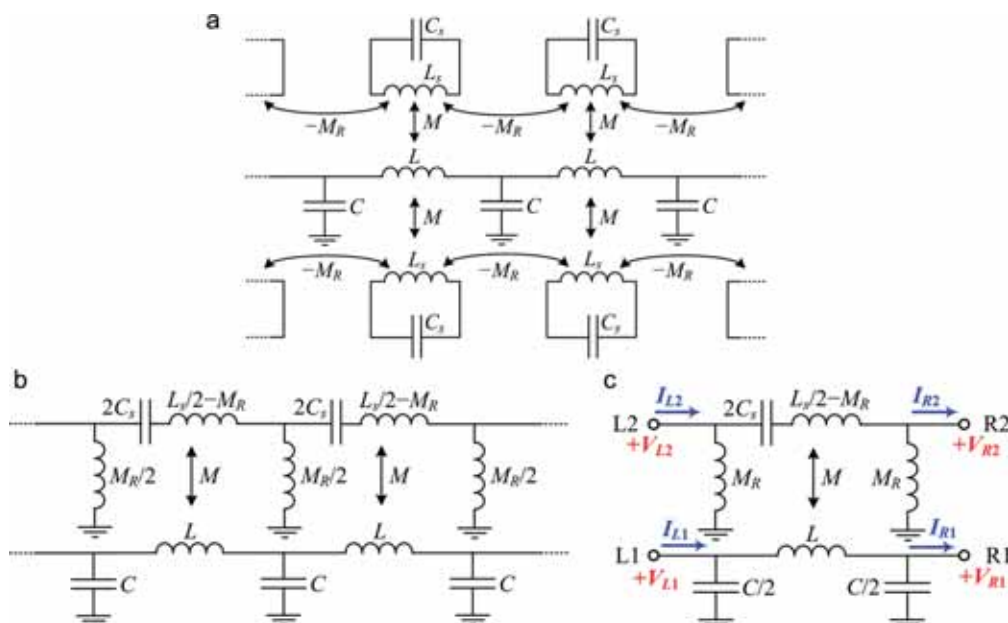 a
C_s C_s
L_s L_s
−M_R M −M_R M −M_R
L L
C M C M C
−M_R L_s −M_R L_s −M_R
C_s C_s
b
2C_s L_s/2−M_R 2C_s L_s/2−M_R
M_R/2 M M_R/2 M M_R/2
L L
C C C
c
I_L2 2C_s L_s/2−M_R I_R2
L2 R2
+V_L2 +V_R2
M_R M M_R
I_L1 L I_R1
L1 R1
+V_L1 C/2 C/2 +V_R1